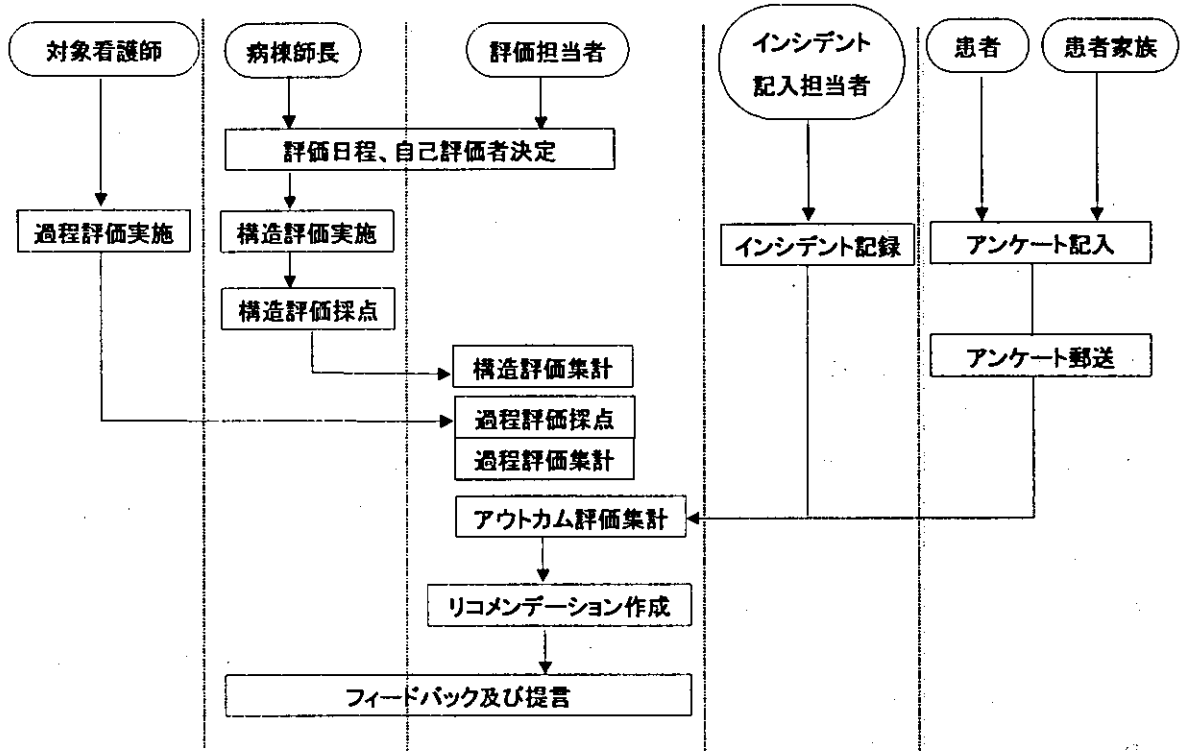 対象看護師
病棟師長
評価担当者
インシデント
記入担当者
患者
患者家族
評価日程、自己評価者決定
過程評価実施
構造評価実施
インシデント記録
アンケート記入
構造評価採点
アンケート郵送
構造評価集計
過程評価採点
過程評価集計
アウトカム評価集計
リコメンデーション作成
フィードバック及び提言